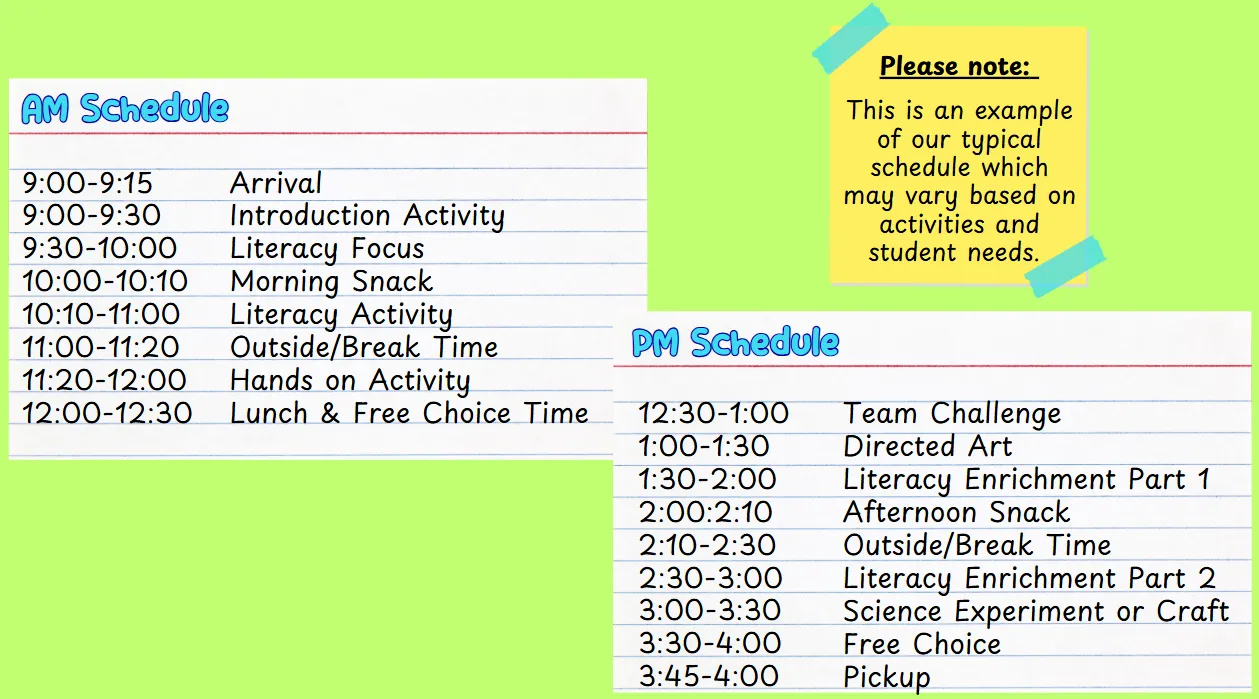 AM Schedule
9:00-9:15 Arrival
9:00-9:30 Introduction Activity
9:30-10:00 Literacy Focus
10:00-10:10 Morning Snack
10:10-11:00 Literacy Activity
11:00-11:20 Outside/Break Time
11:20-12:00 Hands on Activity
12:00-12:30 Lunch & Free Choice Time
Please note:
This is an example
of our typical
schedule which
may vary based on
activities and
student needs.
PM Schedule
12:30-1:00 Team Challenge
1:00-1:30 Directed Art
1:30-2:00 Literacy Enrichment Part 1
2:00:2:10 Afternoon Snack
2:10-2:30 Outside/Break Time
2:30-3:00 Literacy Enrichment Part 2
3:00-3:30 Science Experiment or Craft
3:30-4:00 Free Choice
3:45-4:00 Pickup